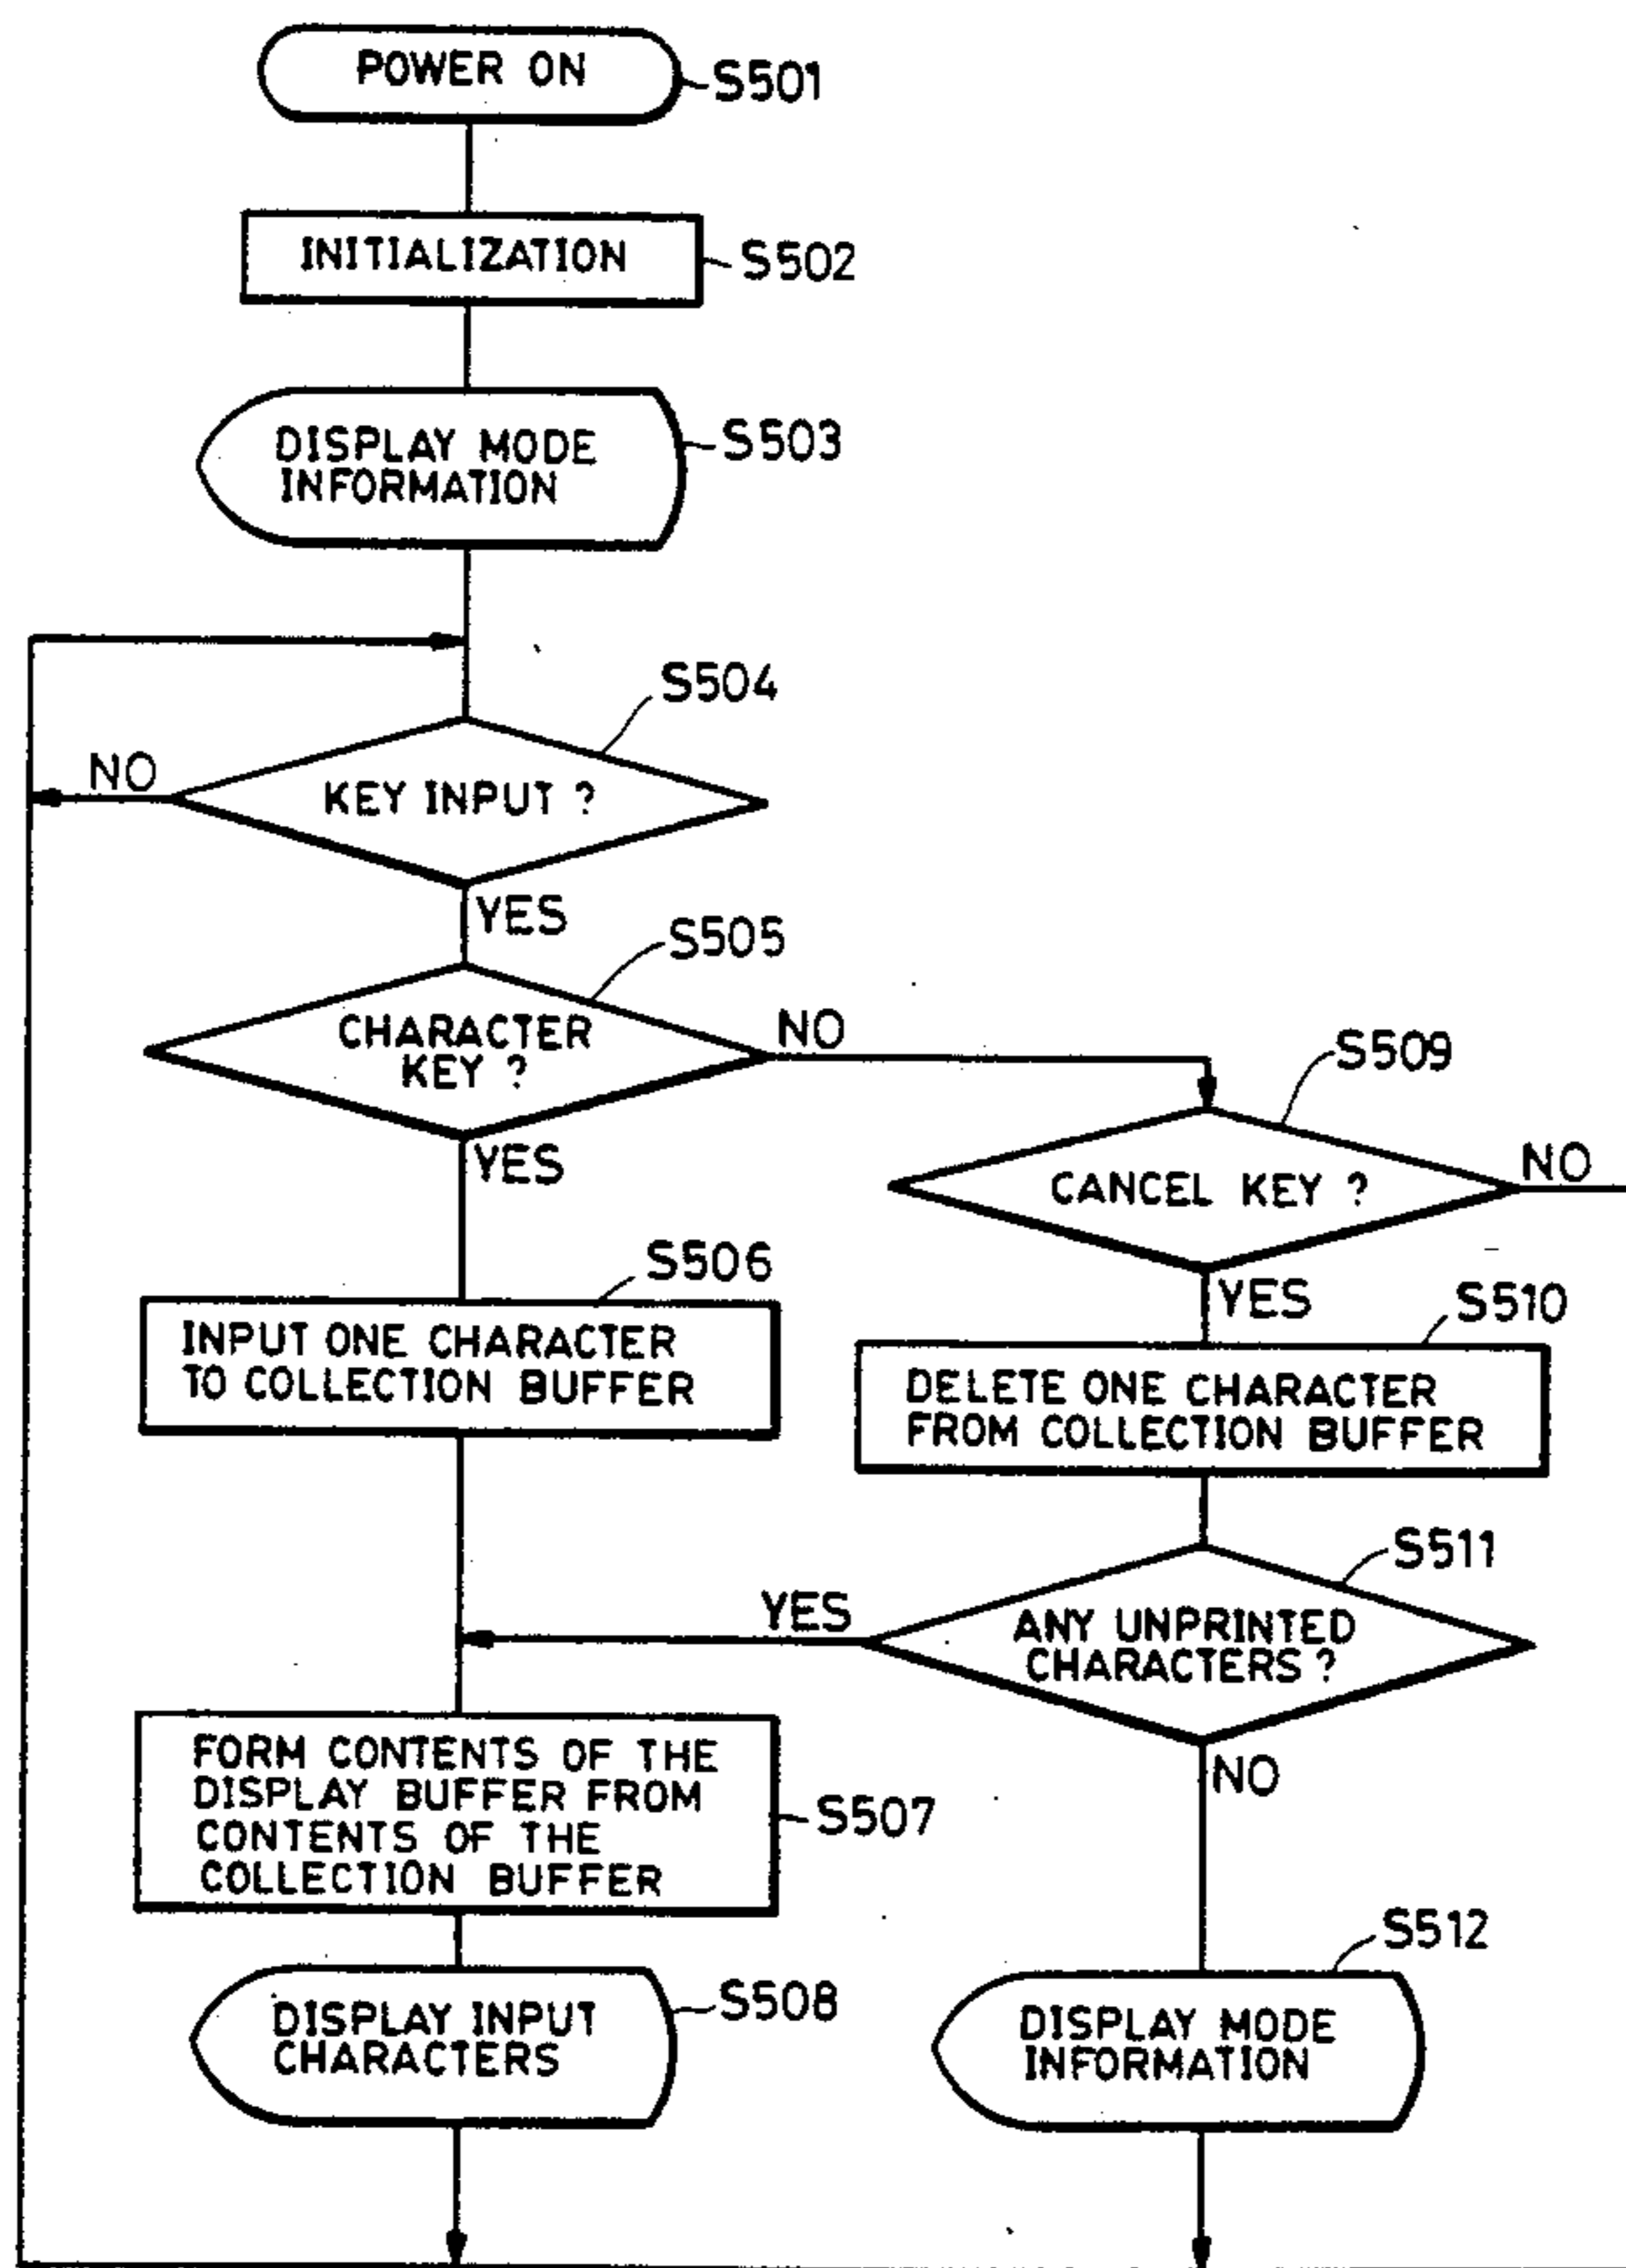 POWER ON
S501
INITIALIZATION
S502
DISPLAY MODE
INFORMATION
S503
S504
NO
KEY INPUT ?
YES
S505
CHARACTER
KEY ?
NO
YES
S509
CANCEL KEY ?
NO
YES
S506
INPUT ONE CHARACTER
TO COLLECTION BUFFER
S510
DELETE ONE CHARACTER
FROM COLLECTION BUFFER
S511
YES
ANY UNPRINTED
CHARACTERS ?
NO
FORM CONTENTS OF THE
DISPLAY BUFFER FROM
CONTENTS OF THE
COLLECTION BUFFER
S507
S508
DISPLAY INPUT
CHARACTERS
S512
DISPLAY MODE
INFORMATION